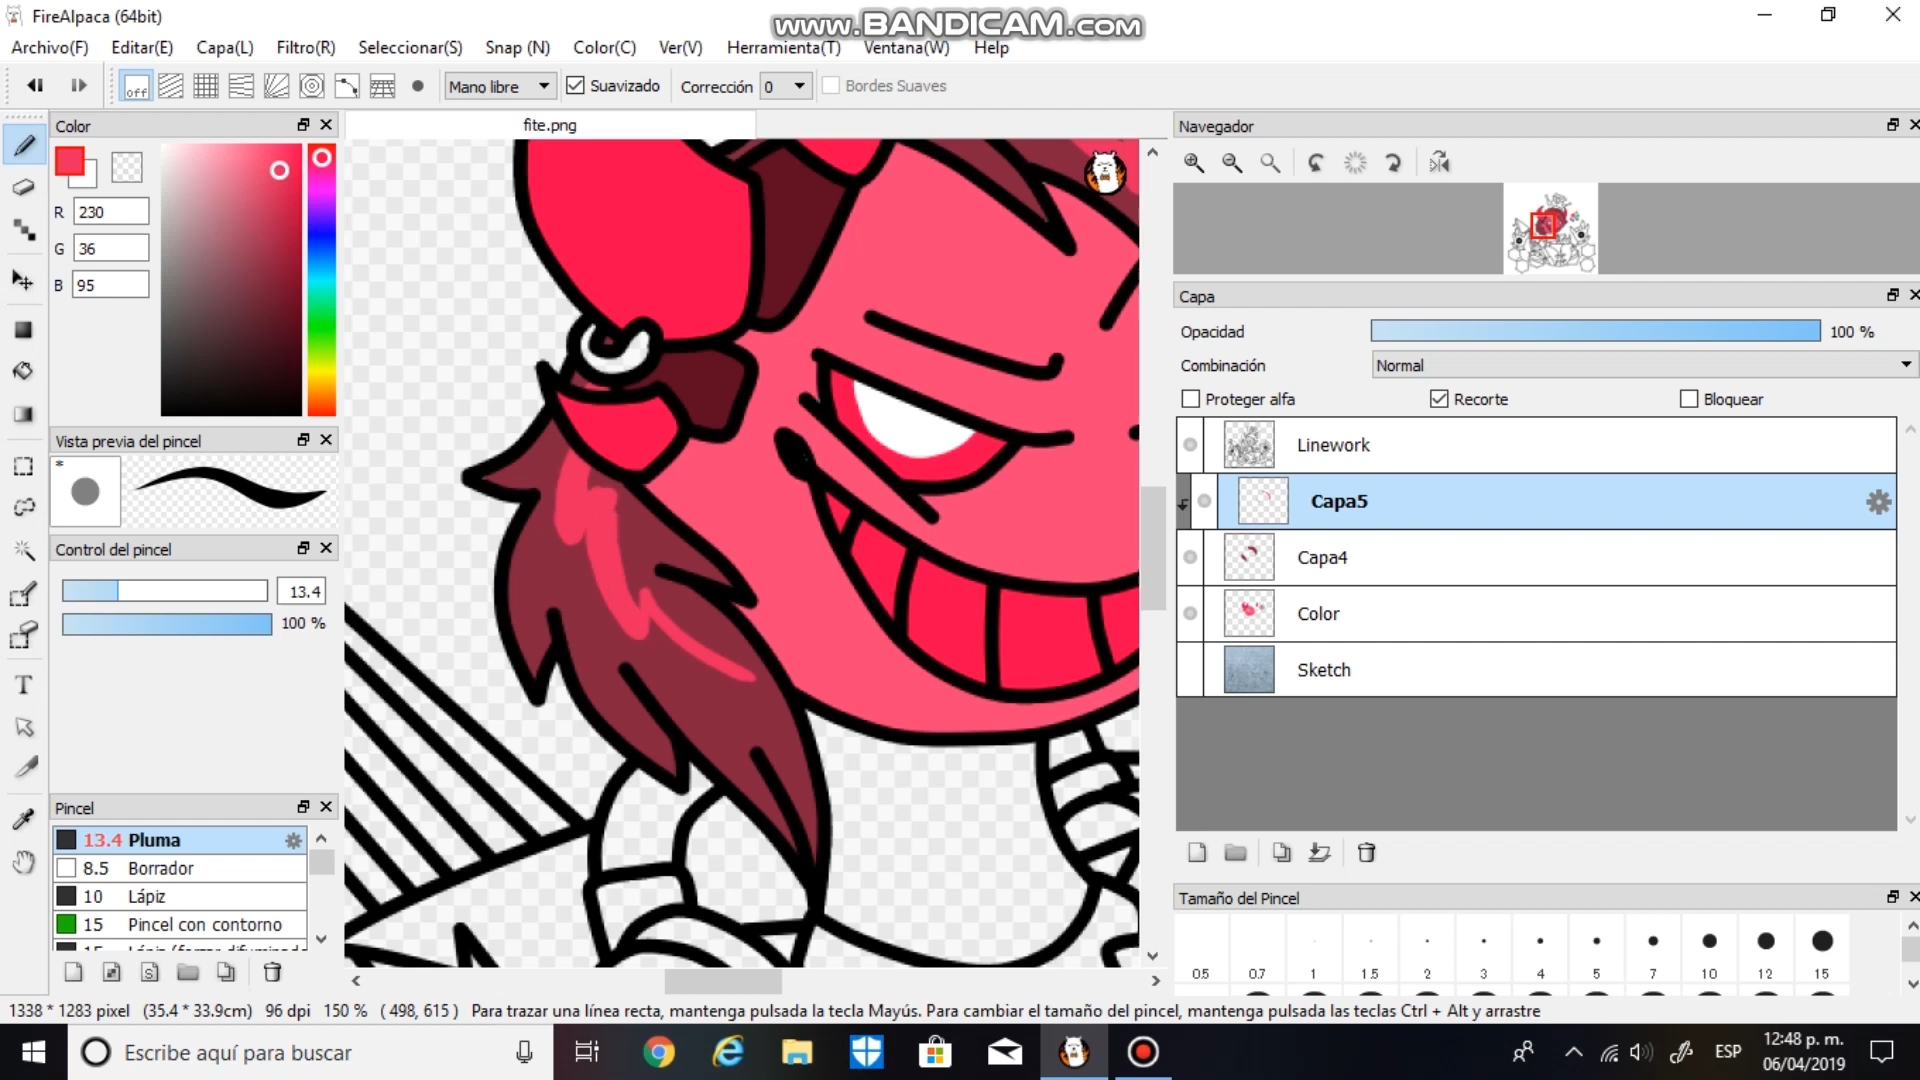 FireAlpaca (64bit)
www.BANDICAM.com
Archivo(F) Editar(E) Capa(L) Filtro(R) Seleccionar(S) Snap (N) Color(C) Ver(V) Herramienta(T) Ventana(W) Help
off Mano libre Suavizado Corrección 0 Bordes Suaves
Color
fite.png
Navegador
R 230
G 36
B 95
Capa
Opacidad 100 %
Combinación Normal
Proteger alfa Recorte Bloquear
Vista previa del pincel
*
Linework
Capa5
Control del pincel
Capa4
13.4
100 %
Color
Sketch
Pincel
13.4 Pluma
8.5 Borrador
10 Lápiz
15 Pincel con contorno
Tamaño del Pincel
0.5 0.7 1 1.5 2 3 4 5 7 10 12 15
1338 * 1283 pixel (35.4 * 33.9cm) 96 dpi 150 % ( 498, 615 ) Para trazar una línea recta, mantenga pulsada la tecla Mayús. Para cambiar el tamaño del pincel, mantenga pulsada las teclas Ctrl + Alt y arrastre
Escribe aquí para buscar
ESP
12:48 p. m.
06/04/2019